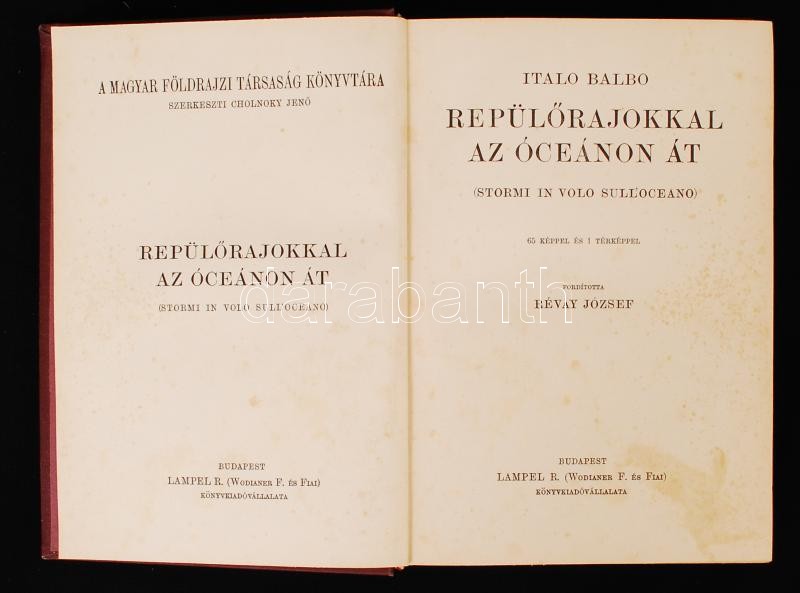 A MAGYAR FÖLDRAJZI TÁRSASÁG KÖNYVTÁRA
SZERKESZTI CHOLNOKY JENŐ
REPÜLŐRAJOKKAL
AZ ÓCEÁNON ÁT
(STORMI IN VOLO SULL'OCEANO)
BUDAPEST
LAMPEL R. (WODIANER F. ÉS FIAI)
KÖNYVKIADÓVÁLLALATA
ITALO BALBO
REPÜLŐRAJOKKAL
AZ ÓCEÁNON ÁT
(STORMI IN VOLO SULL'OCEANO)
65 KÉPPEL ÉS 1 TÉRKÉPPEL
FORDÍTOTTA
RÉVAY JÓZSEF
BUDAPEST
LAMPEL R. (WODIANER F. ÉS FIAI)
KÖNYVKIADÓVÁLLALATA
darabanth